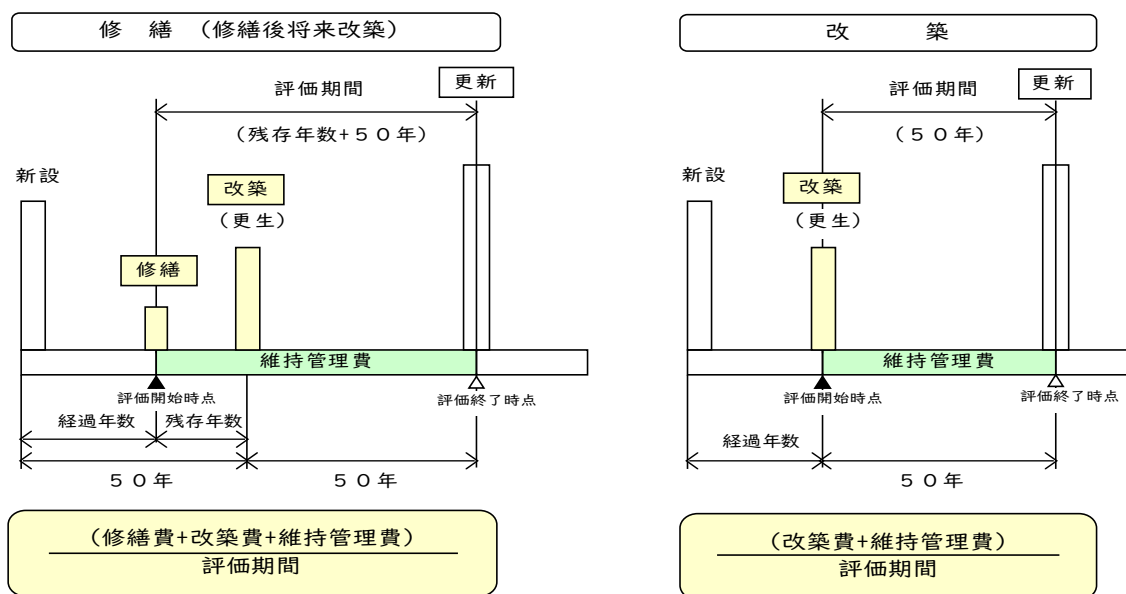 修　繕　（修繕後将来改築）
更新
評価期間
（残存年数+５０年）
新設
改築
（更生）
修繕
維持管理費
評価開始時点
評価終了時点
経過年数
残存年数
５０年
５０年
（修繕費+改築費+維持管理費）
評価期間
改　　　築
更新
評価期間
（５０年）
新設
改築
（更生）
維持管理費
評価開始時点
評価終了時点
経過年数
５０年
（改築費+維持管理費）
評価期間